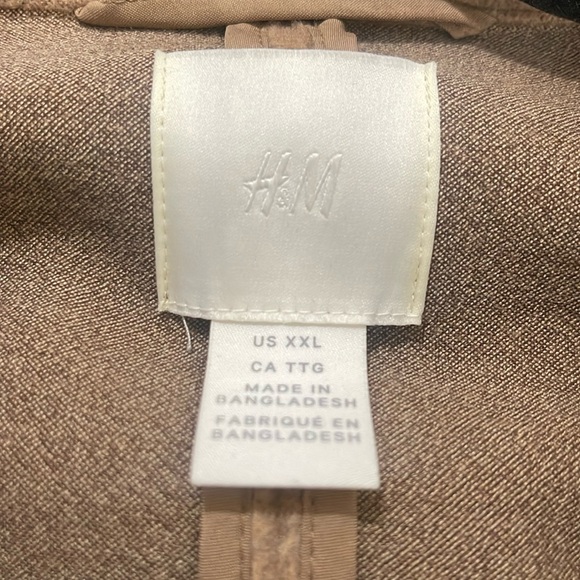 H&M
US XXL
CA TTG
MADE IN
BANGLADESH
FABRIQUÉ EN
BANGLADESH